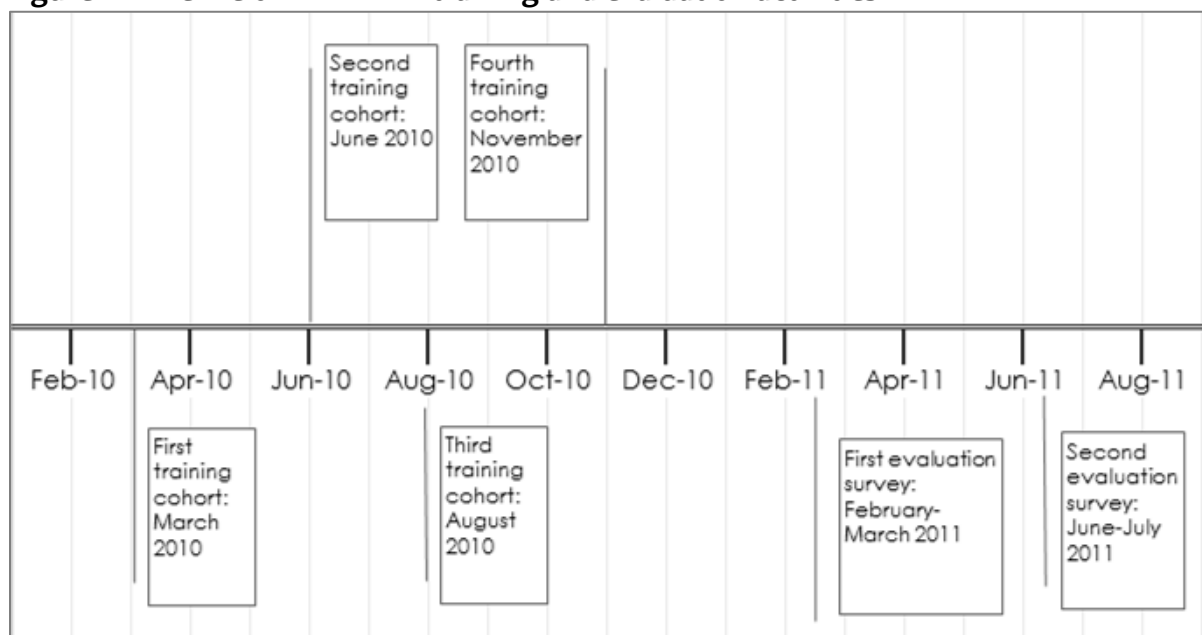 Second
training
cohort:
June 2010
Fourth
training
cohort:
November
2010
Feb-10 Apr-10 Jun-10 Aug-10 Oct-10 Dec-10 Feb-11 Apr-11 Jun-11 Aug-11
First
training
cohort:
March
2010
Third
training
cohort:
August
2010
First evaluation
survey:
February-
March 2011
Second
evaluation
survey:
June-July
2011